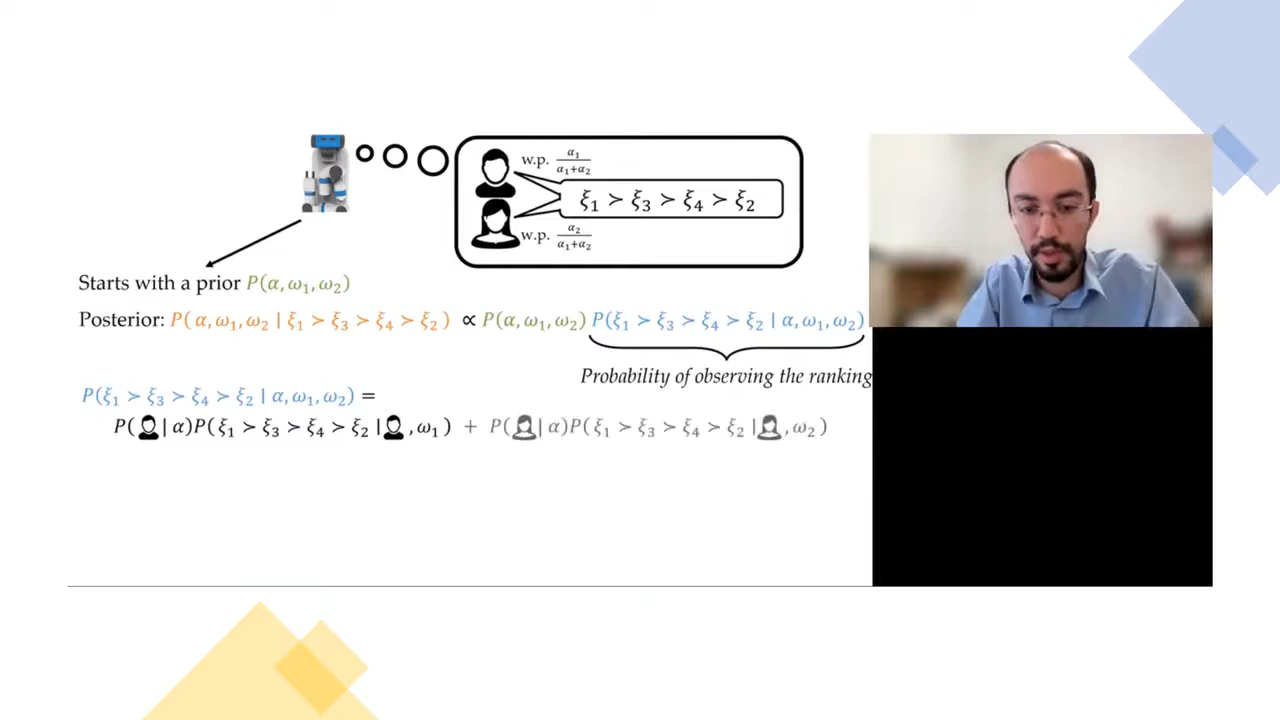 w.p. α₁/(α₁+α₂)
ξ₁ ≻ ξ₃ ≻ ξ₄ ≻ ξ₂
w.p. α₂/(α₁+α₂)
Starts with a prior P(α, ω₁, ω₂)
Posterior: P( α, ω₁, ω₂ | ξ₁ ≻ ξ₃ ≻ ξ₄ ≻ ξ₂ ) ∝ P(α, ω₁, ω₂) P(ξ₁ ≻ ξ₃ ≻ ξ₄ ≻ ξ₂ | α, ω₁, ω₂)
Probability of observing the ranking
P(ξ₁ ≻ ξ₃ ≻ ξ₄ ≻ ξ₂ | α, ω₁, ω₂) =
P( | α)P(ξ₁ ≻ ξ₃ ≻ ξ₄ ≻ ξ₂ | , ω₁) + P( | α)P( ξ₁ ≻ ξ₃ ≻ ξ₄ ≻ ξ₂ | , ω₂)